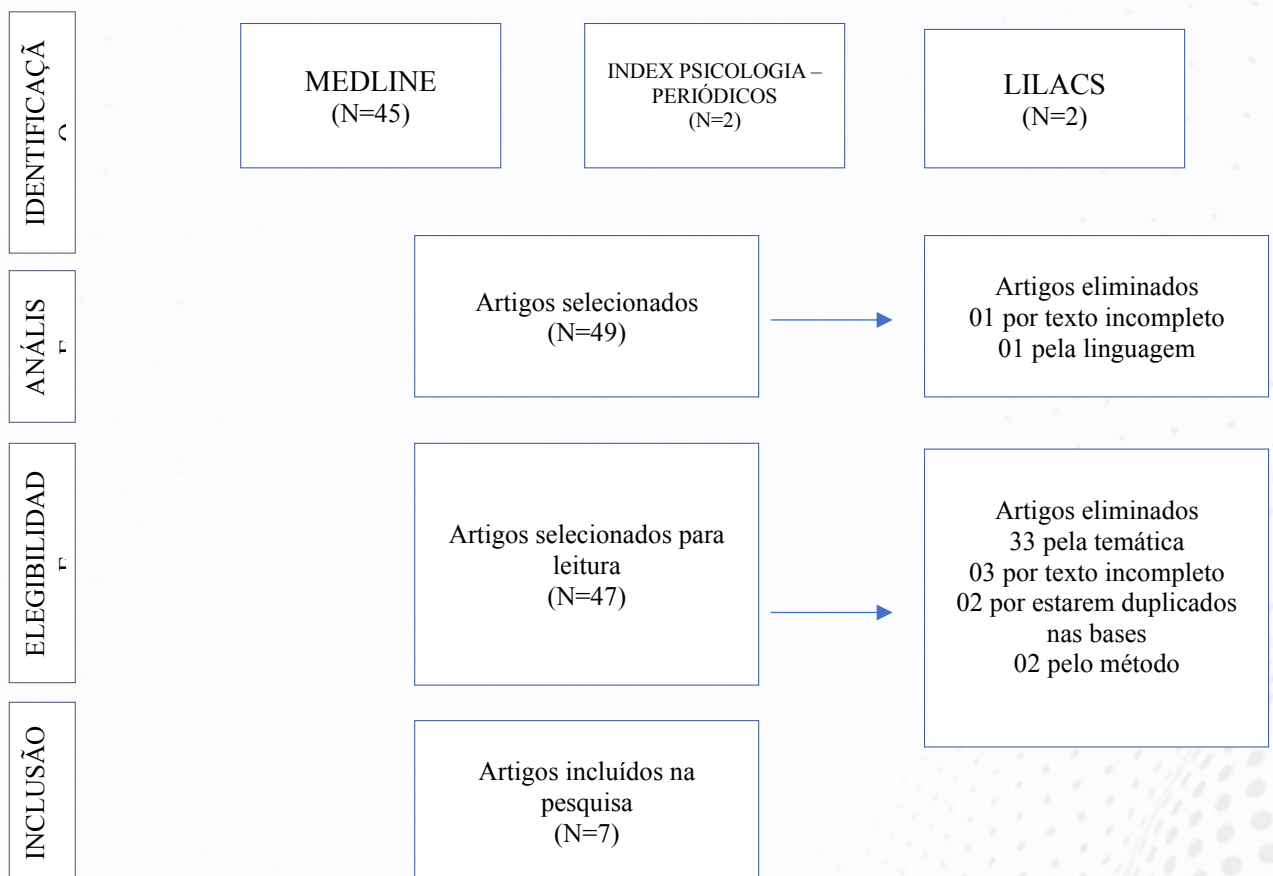 IDENTIFICAÇÃ
MEDLINE
(N=45)
INDEX PSICOLOGIA –
PERIÓDICOS
(N=2)
LILACS
(N=2)
ANÁLIS
Artigos selecionados
(N=49)
Artigos eliminados
01 por texto incompleto
01 pela linguagem
ELEGIBILIDAD
Artigos selecionados para
leitura
(N=47)
Artigos eliminados
33 pela temática
03 por texto incompleto
02 por estarem duplicados
nas bases
02 pelo método
INCLUSÃO
Artigos incluídos na
pesquisa
(N=7)